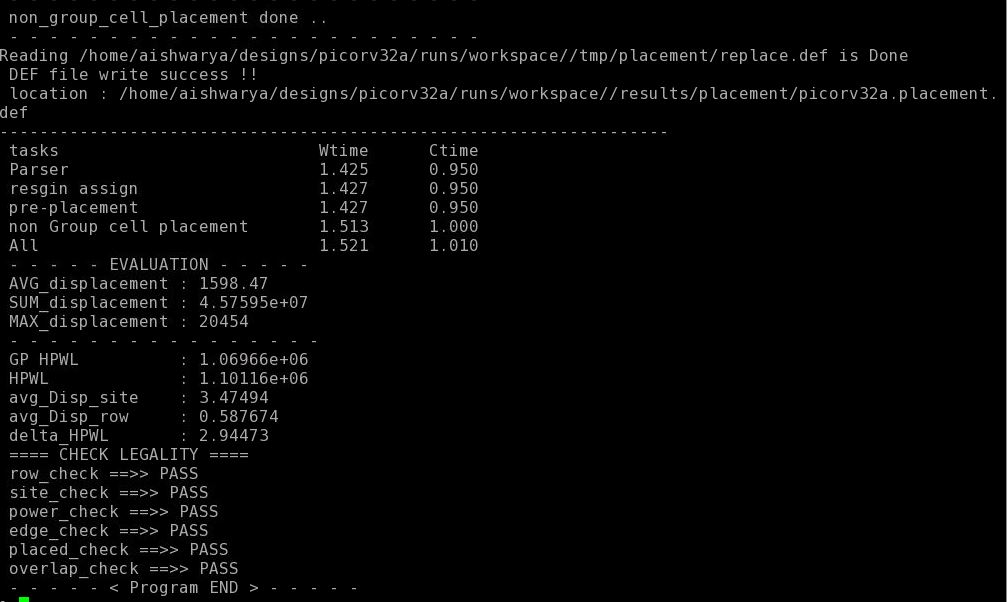 non_group_cell_placement done ..
- - - - - - - - - - - - - - - - - - - - - - - -
Reading /home/aishwarya/designs/picorv32a/runs/workspace//tmp/placement/replace.def is Done
DEF file write success !!
location : /home/aishwarya/designs/picorv32a/runs/workspace//results/placement/picorv32a.placement.
def
-------------------------------------------------------------------
tasks Wtime Ctime
Parser 1.425 0.950
resgin assign 1.427 0.950
pre-placement 1.427 0.950
non Group cell placement 1.513 1.000
All 1.521 1.010
- - - - - EVALUATION - - - - -
AVG_displacement : 1598.47
SUM_displacement : 4.57595e+07
MAX_displacement : 20454
- - - - - - - - - - - - - - - -
GP HPWL : 1.06966e+06
HPWL : 1.10116e+06
avg_Disp_site : 3.47494
avg_Disp_row : 0.587674
delta_HPWL : 2.94473
==== CHECK LEGALITY ====
row_check ==>> PASS
site_check ==>> PASS
power_check ==>> PASS
edge_check ==>> PASS
placed_check ==>> PASS
overlap_check ==>> PASS
- - - - - < Program END > - - - - -